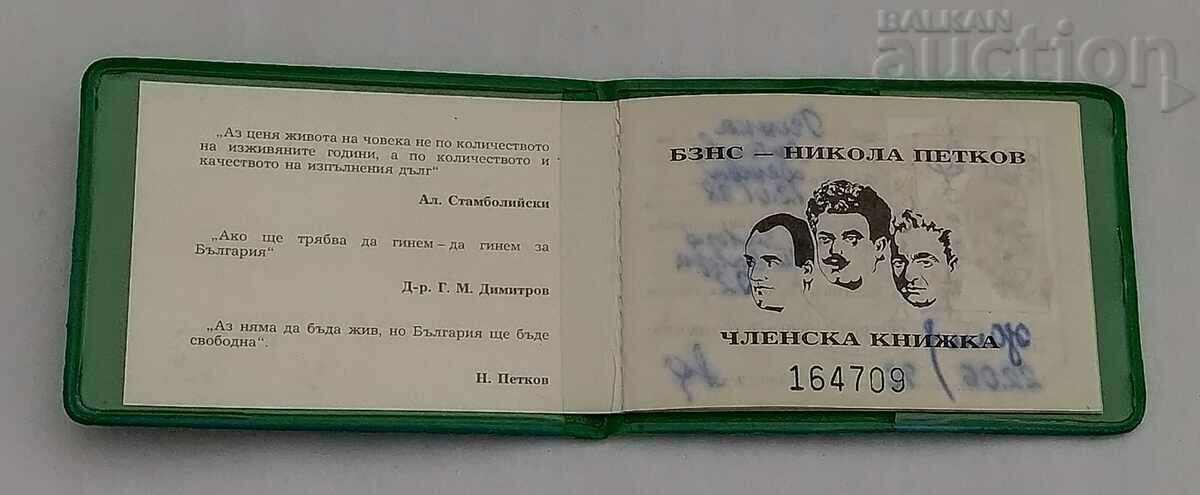 BALKAN
auction
„Аз ценя живота на човека не по количеството
на изживяните години, а по количеството и
качеството на изпълнения дълг“
Ал. Стамболийски
„Ако ще трябва да гинем – да гинем за
България“
Д-р. Г. М. Димитров
„Аз няма да бъда жив, но България ще бъде
свободна“.
Н. Петков
БЗНС – НИКОЛА ПЕТКОВ
ЧЛЕНСКА КНИЖКА
164709